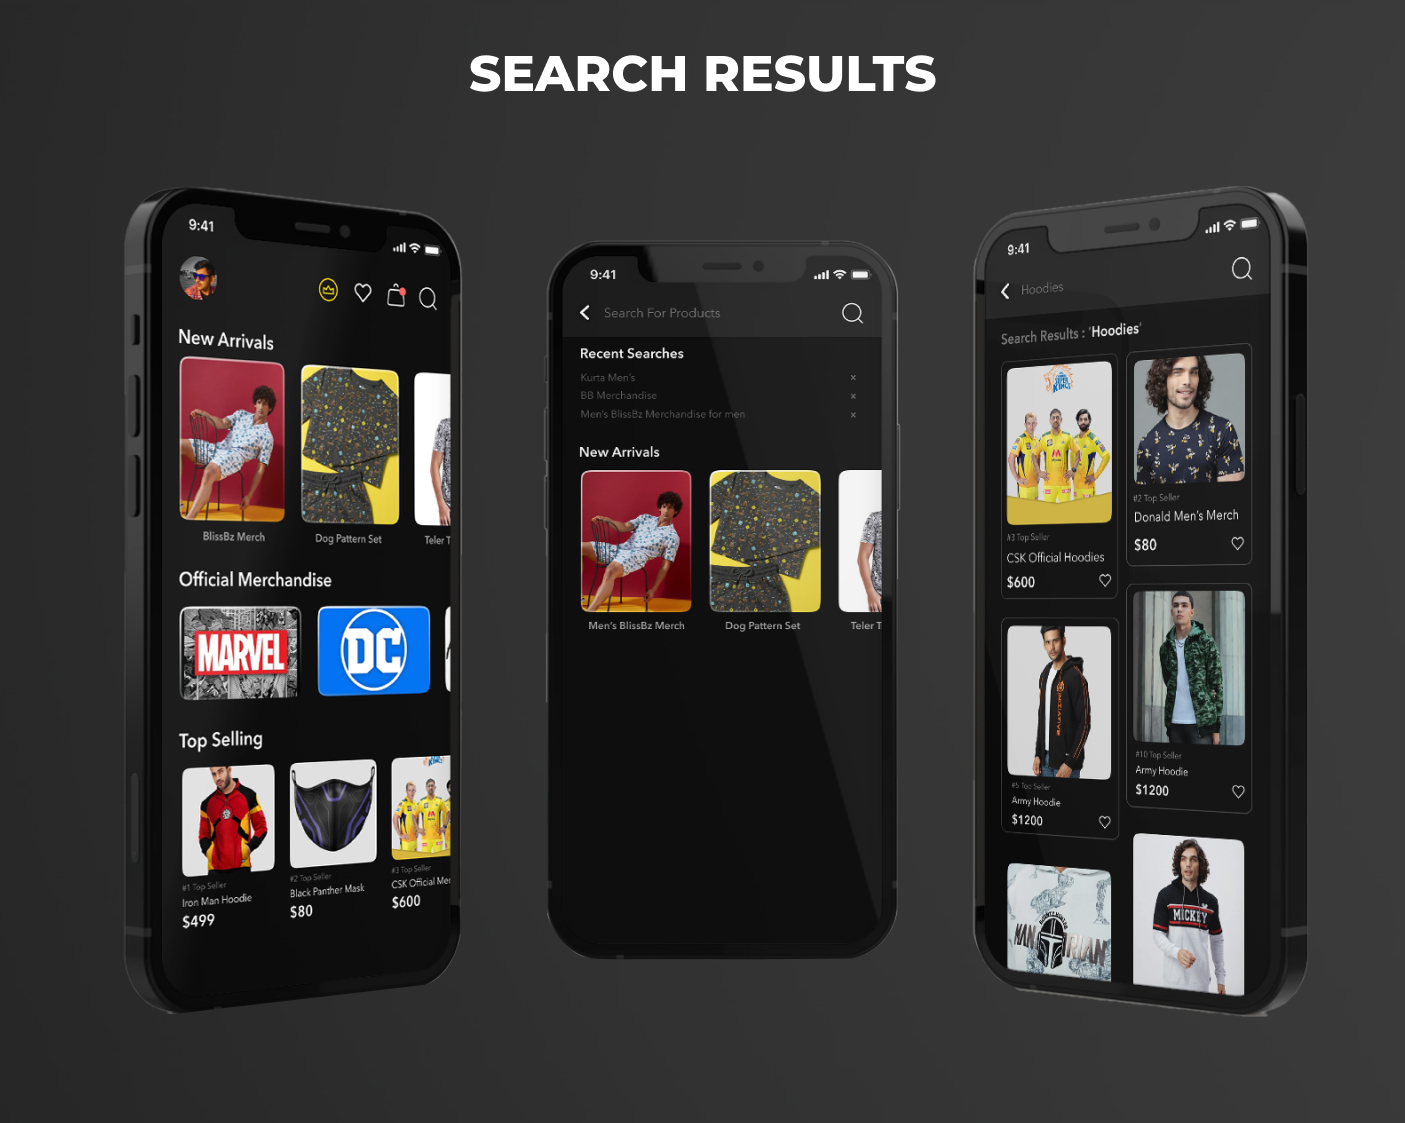 SEARCH RESULTS
9:41
New Arrivals
BlissBz Merch
Dog Pattern Set
Teler T
Official Merchandise
MARVEL
DC
Top Selling
KINGS
#1 Top Seller
Iron Man Hoodie
$499
#2 Top Seller
Black Panther Mask
$80
#3 Top Seller
CSK Official Mer
$600
9:41
Search For Products
Recent Searches
Kurta Men's
BB Merchandise
Men's BlissBz Merchandise for men
New Arrivals
Men's BlissBz Merch
Dog Pattern Set
Teler T
9:41
Hoodies
Search Results : 'Hoodies'
SUPER
KINGS
#3 Top Seller
CSK Official Hoodies
$600
#2 Top Seller
Donald Men's Merch
$80
#5 Top Seller
Army Hoodie
$1200
#10 Top Seller
Army Hoodie
$1200
MICKEY